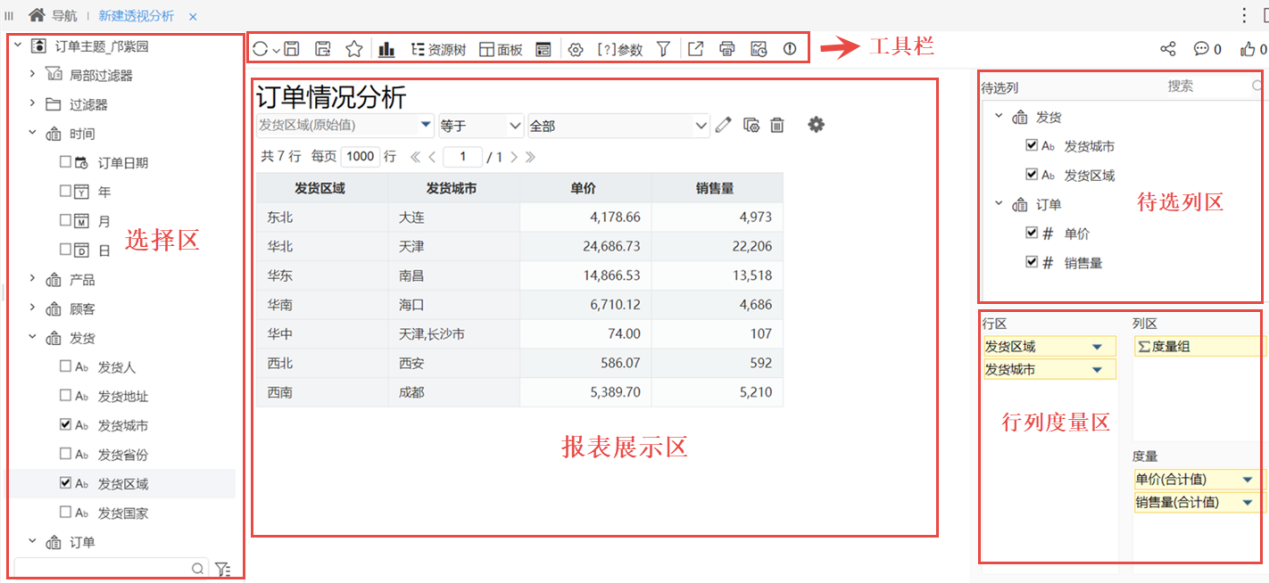 导航 新建透视分析 ×
订单主题_邝紫园
局部过滤器
过滤器
时间
订单日期
Y 年
M 月
D 日
产品
顾客
发货
Ab 发货人
Ab 发货地址
Ab 发货城市
Ab 发货省份
Ab 发货区域
Ab 发货国家
订单
选择区
资源树 面板 [?]参数
工具栏
0 0
订单情况分析
发货区域(原始值) 等于 全部
共 7 行 每页 1000 行 1 / 1
发货区域 发货城市 单价 销售量
东北 大连 4,178.66 4,973
华北 天津 24,686.73 22,206
华东 南昌 14,866.53 13,518
华南 海口 6,710.12 4,686
华中 天津,长沙市 74.00 107
西北 西安 586.07 592
西南 成都 5,389.70 5,210
报表展示区
待选列 搜索
发货
Ab 发货城市
Ab 发货区域
订单
# 单价
# 销售量
待选列区
行区 列区
发货区域 Σ度量组
发货城市
行列度量区
度量
单价(合计值)
销售量(合计值)